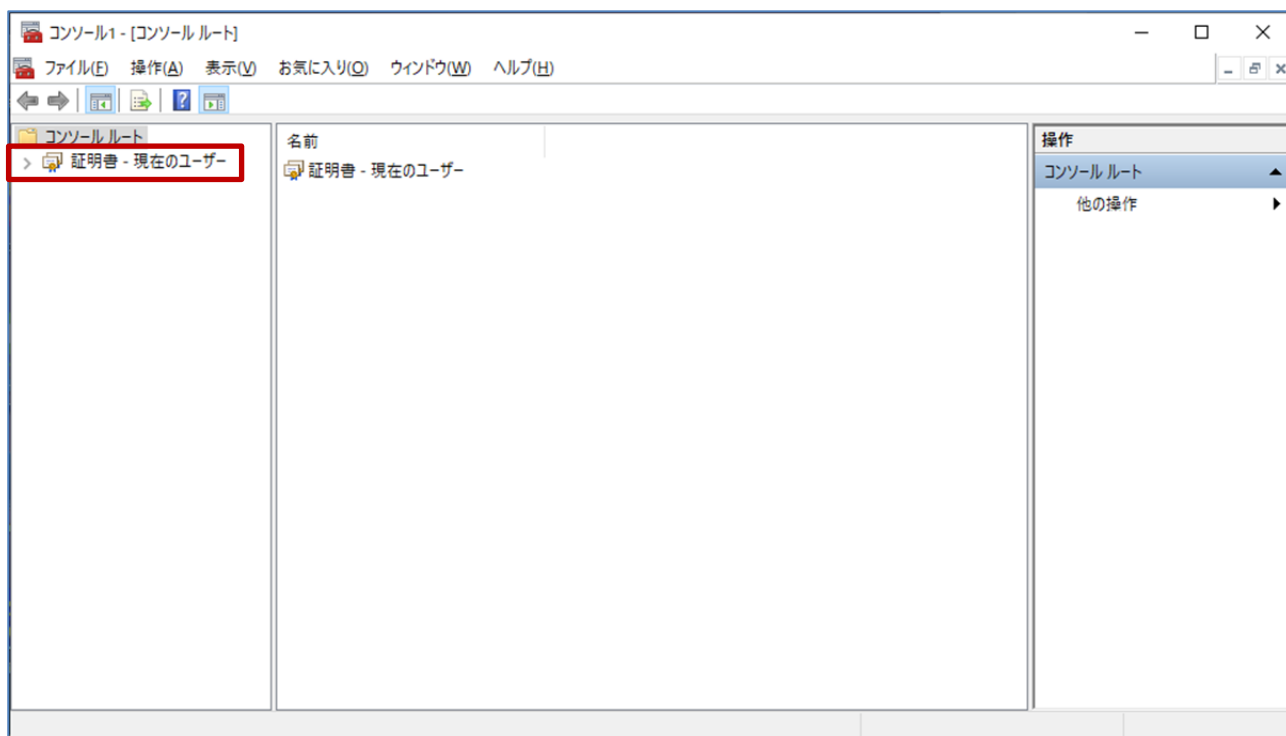 コンソール1 - [コンソール ルート]
ファイル(F) 操作(A) 表示(V) お気に入り(O) ウィンドウ(W) ヘルプ(H)
コンソール ルート
証明書 - 現在のユーザー
名前
証明書 - 現在のユーザー
操作
コンソール ルート
他の操作